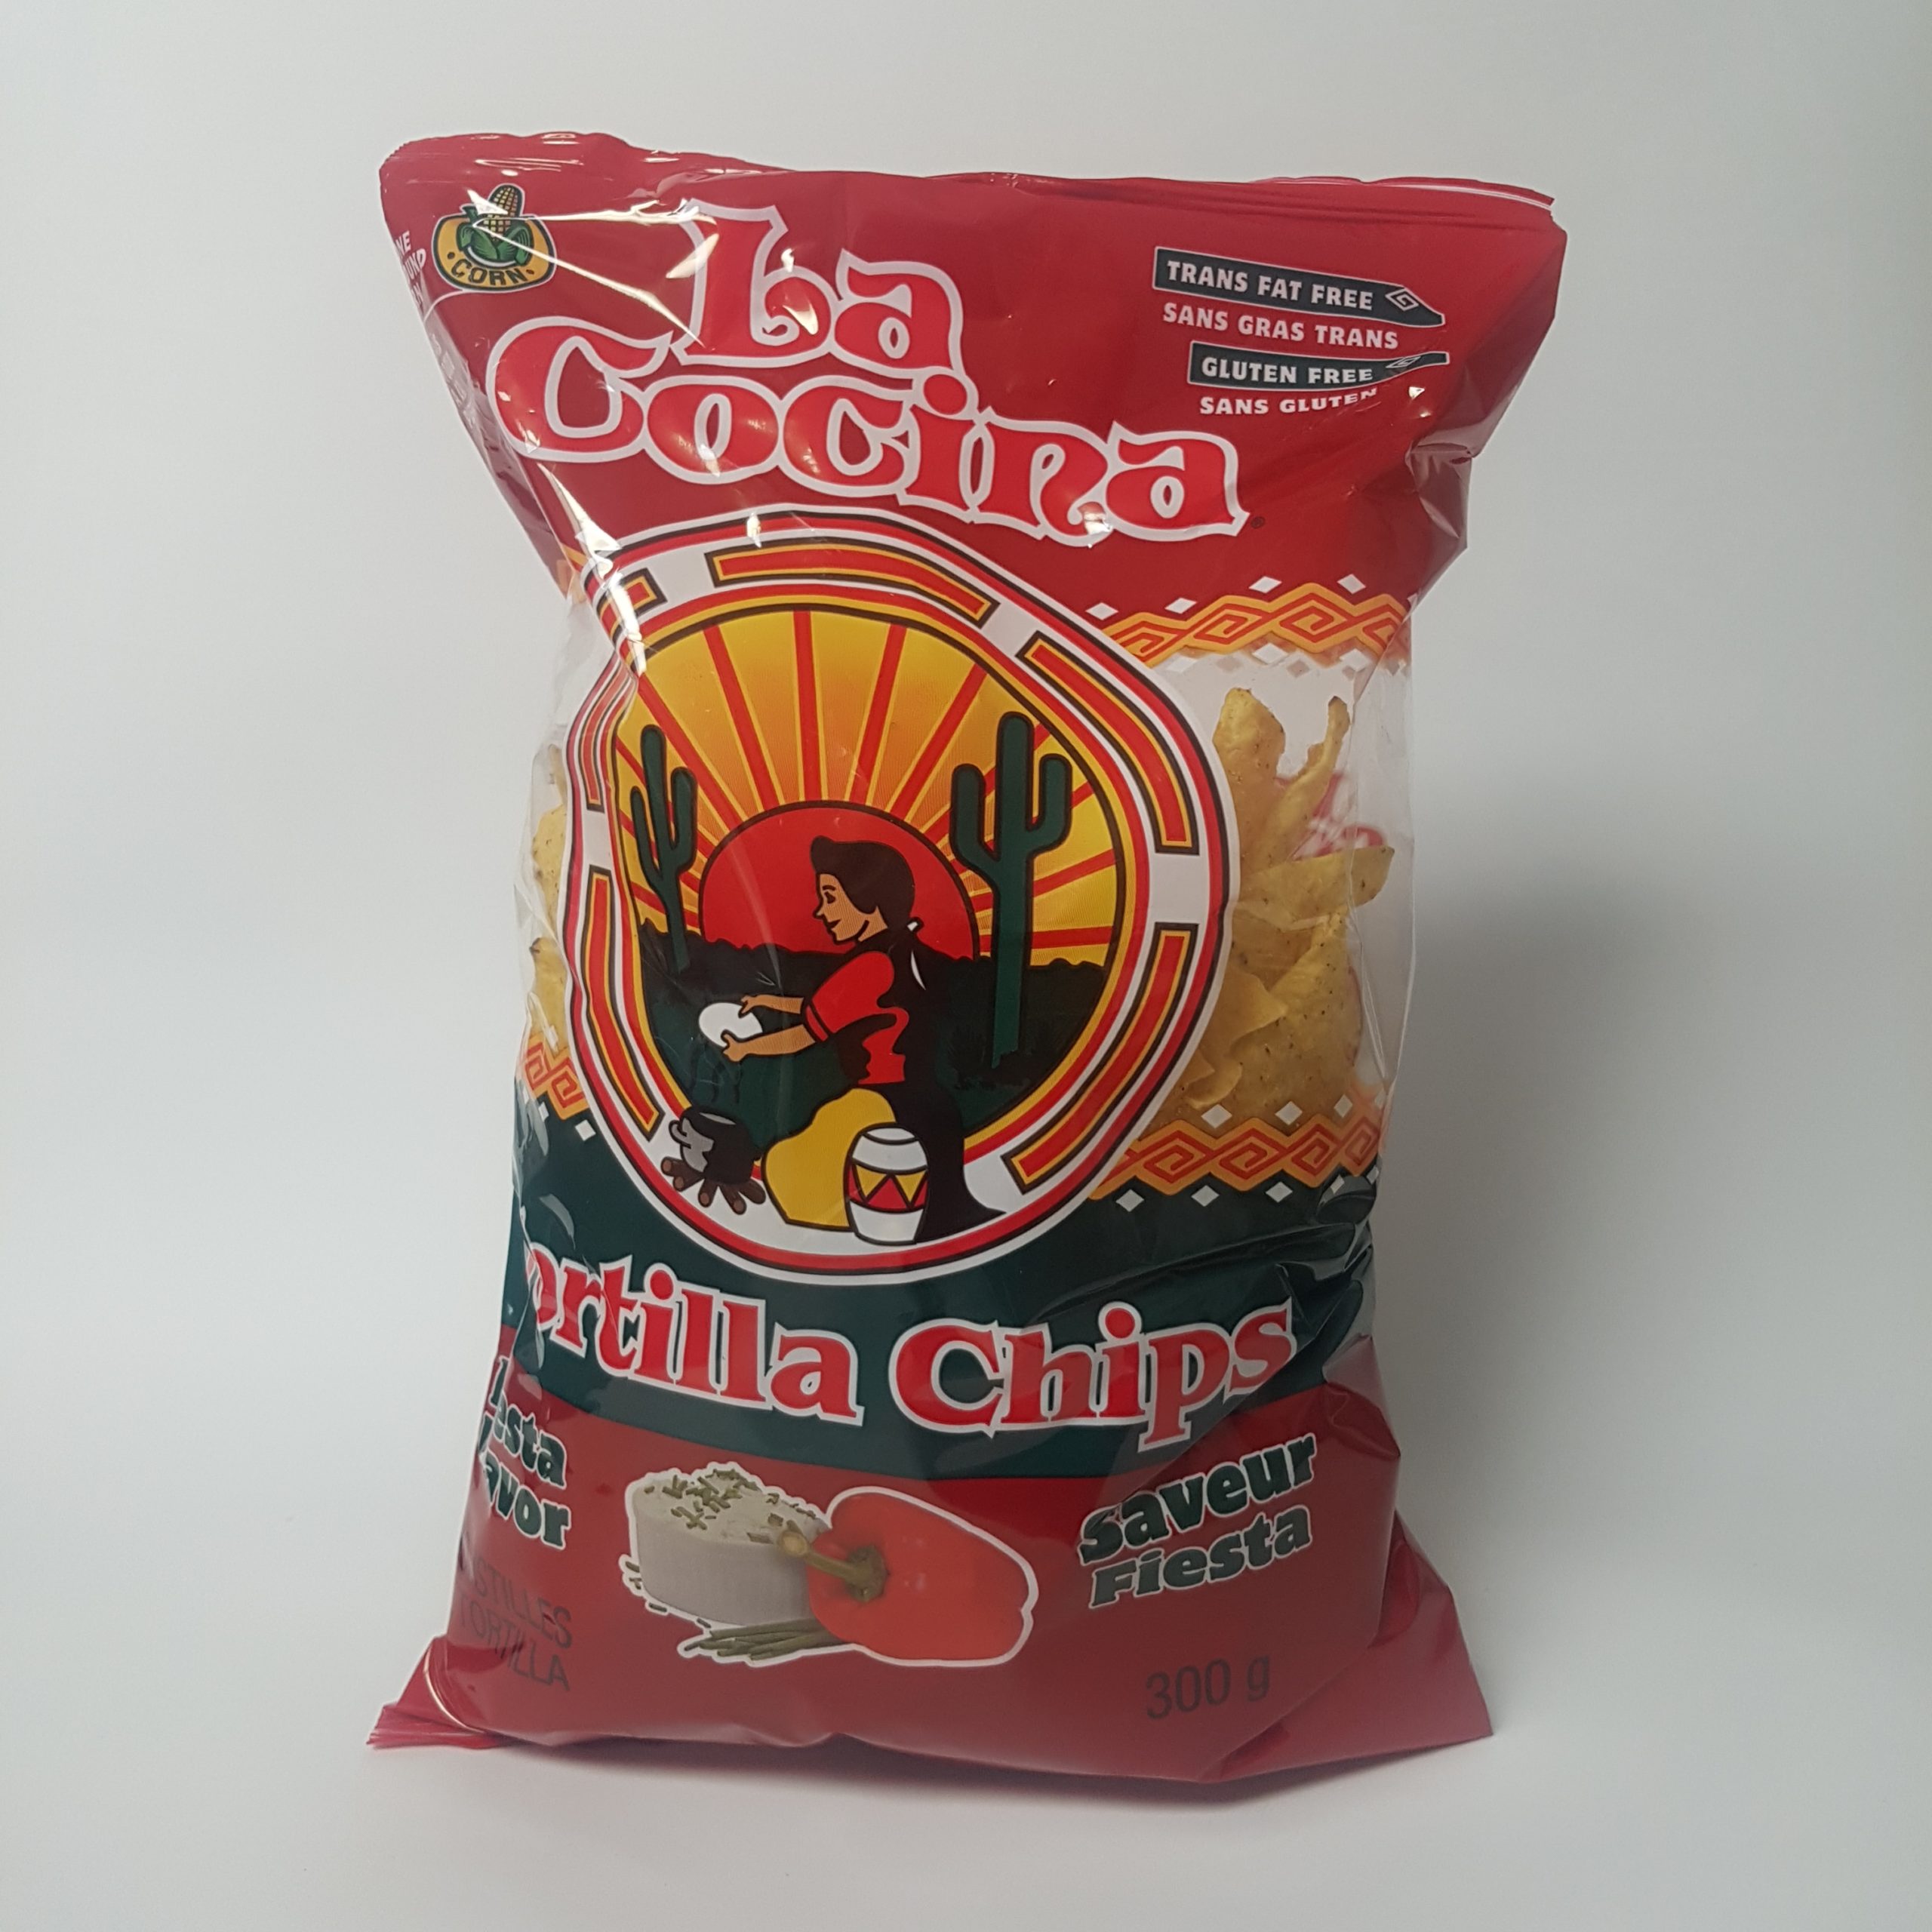 CORN
La
Cocina
TRANS FAT FREE
SANS GRAS TRANS
GLUTEN FREE
SANS GLUTEN
ortilla Chips
Saveur
Fiesta
300 g